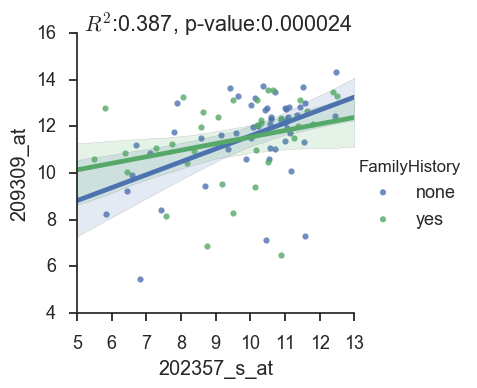 R²:0.387, p-value:0.000024
16
14
12
10
8
6
4
209309_at
5 6 7 8 9 10 11 12 13
202357_s_at
FamilyHistory
none
yes